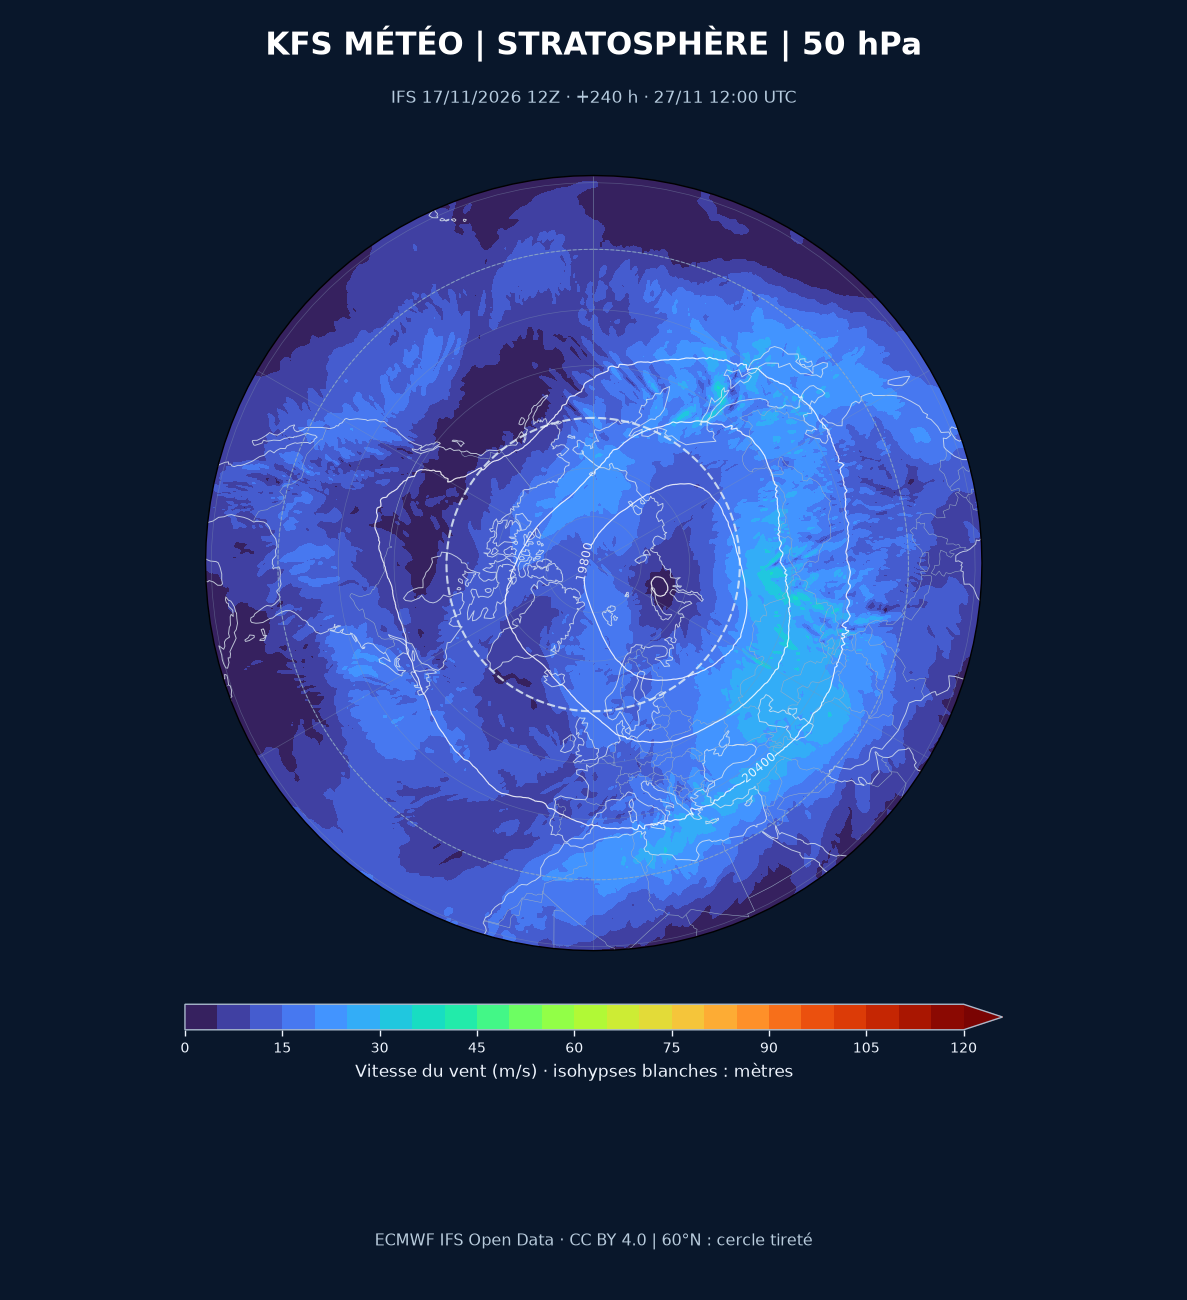 KFS MÉTÉO | STRATOSPHÈRE | 50 hPa
IFS 17/11/2026 12Z · +240 h · 27/11 12:00 UTC
19800
20400
0 15 30 45 60 75 90 105 120
Vitesse du vent (m/s) · isohypses blanches : mètres
ECMWF IFS Open Data · CC BY 4.0 | 60°N : cercle tireté